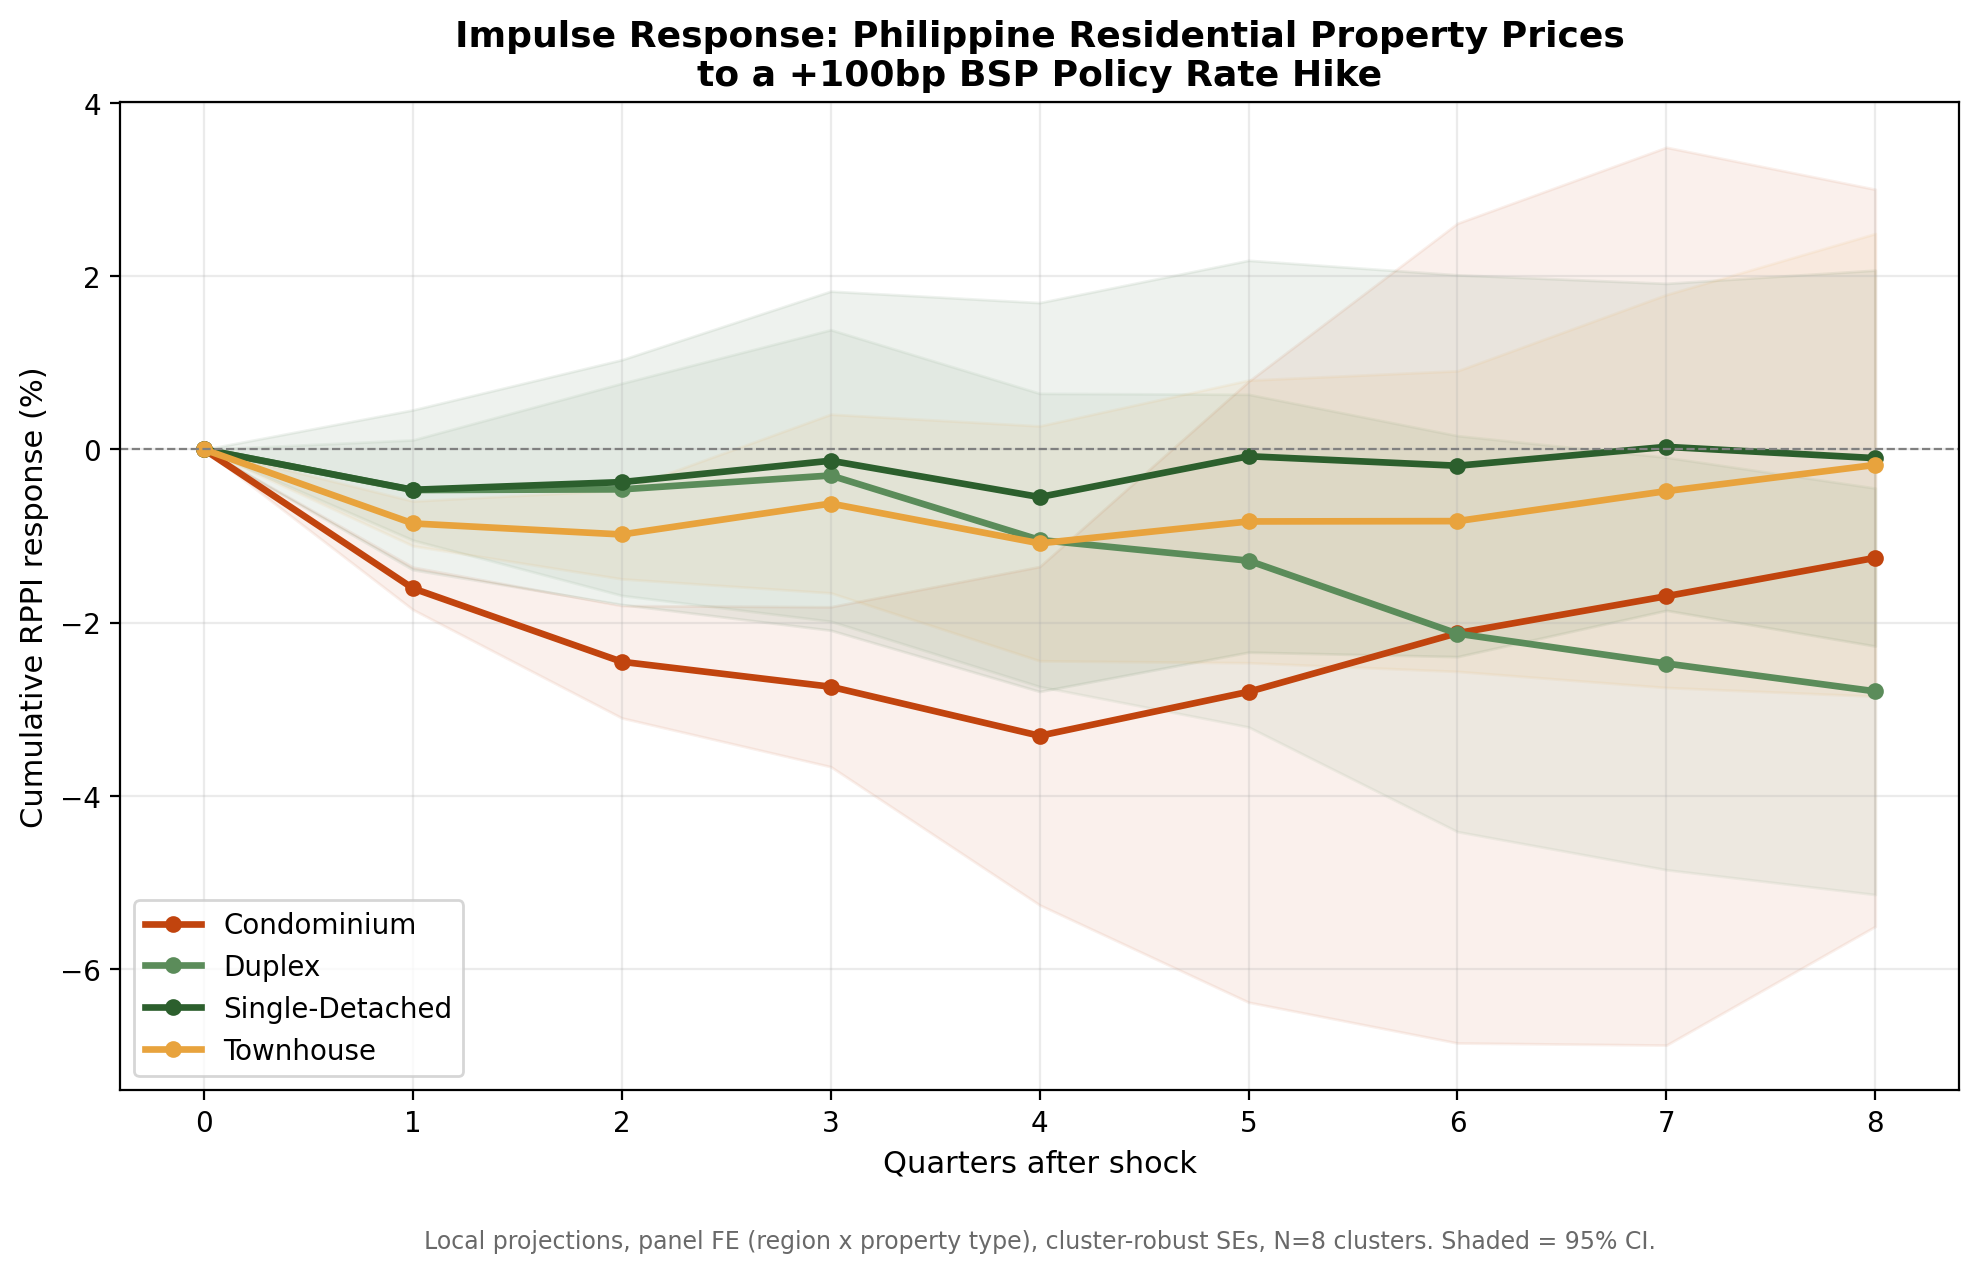 Impulse Response: Philippine Residential Property Prices
to a +100bp BSP Policy Rate Hike
Cumulative RPPI response (%)
4
2
0
−2
−4
−6
Condominium
Duplex
Single-Detached
Townhouse
0 1 2 3 4 5 6 7 8
Quarters after shock
Local projections, panel FE (region x property type), cluster-robust SEs, N=8 clusters. Shaded = 95% CI.